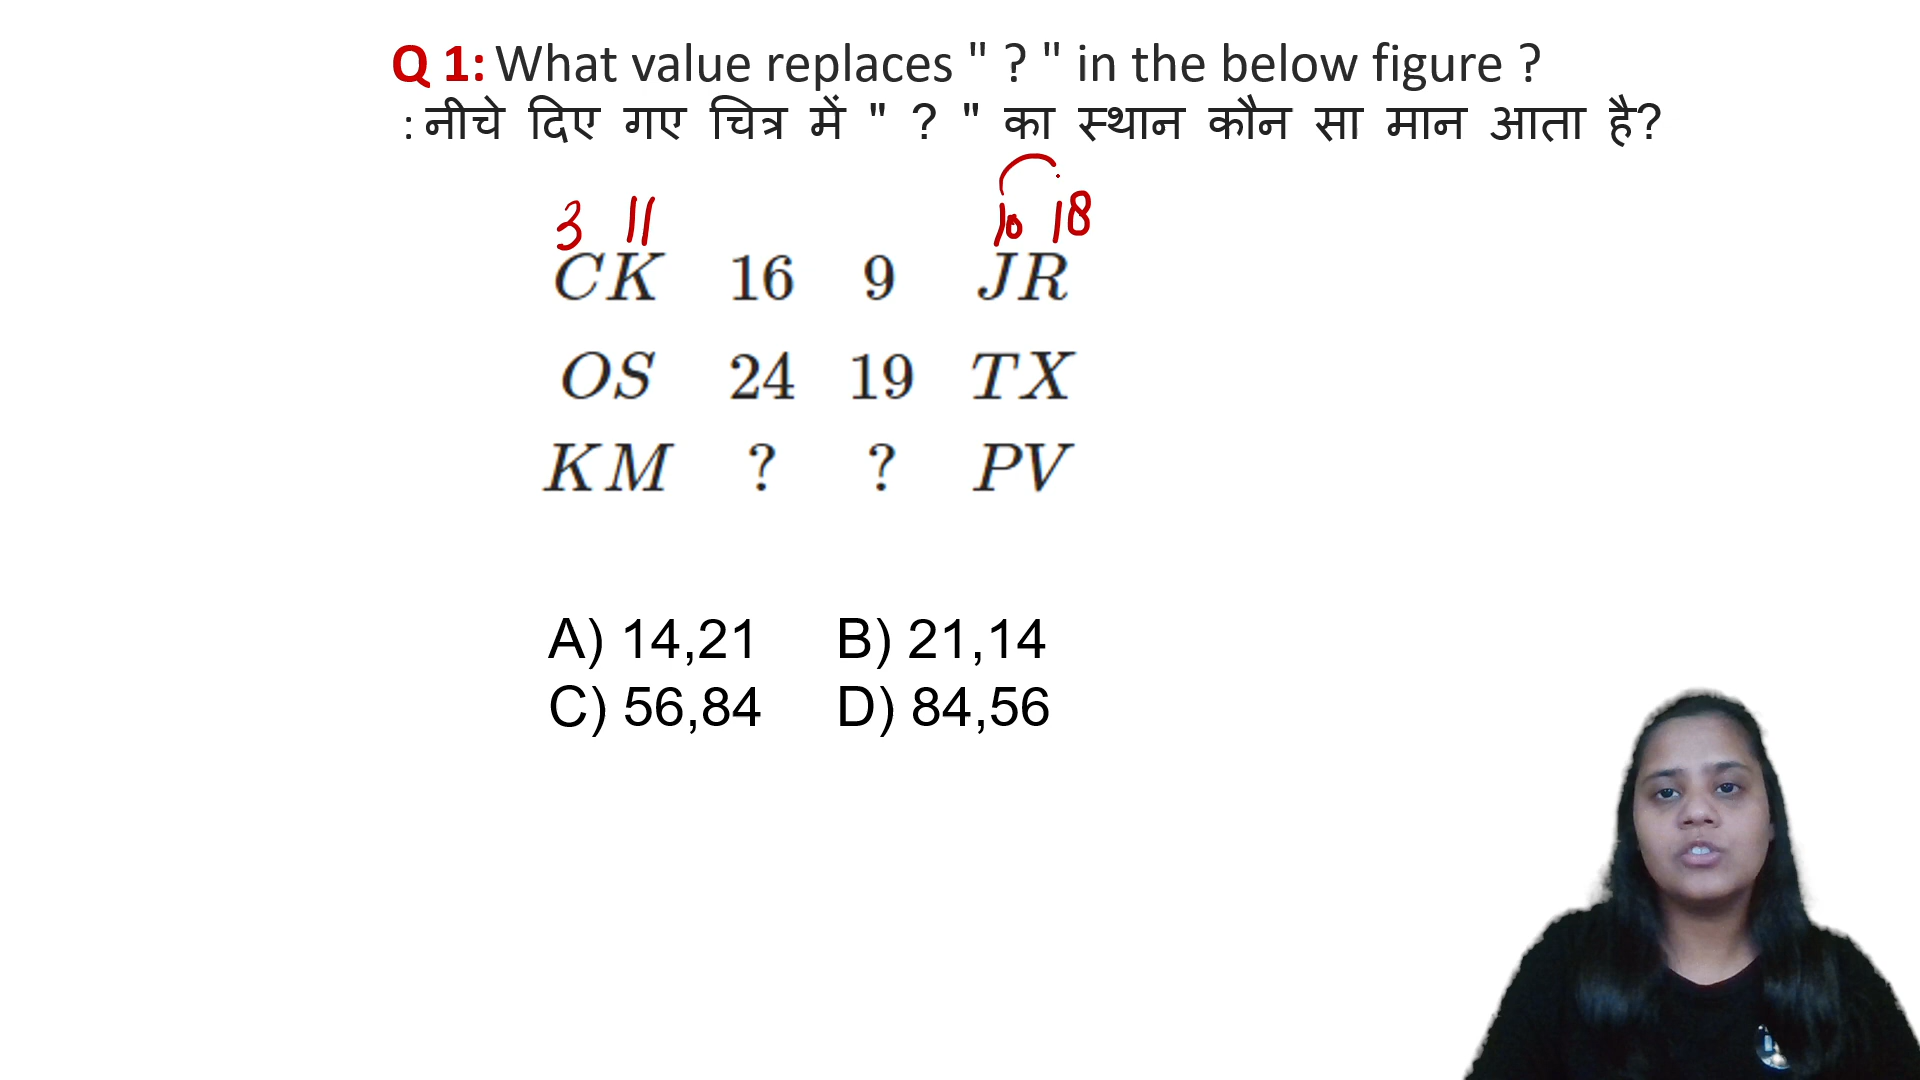 Q 1: What value replaces " ? " in the below figure ?
: नीचे दिए गए चित्र में " ? " का स्थान कौन सा मान आता है?
3 11 10 18
CK 16 9 JR
OS 24 19 TX
KM ? ? PV
A) 14,21 B) 21,14
C) 56,84 D) 84,56